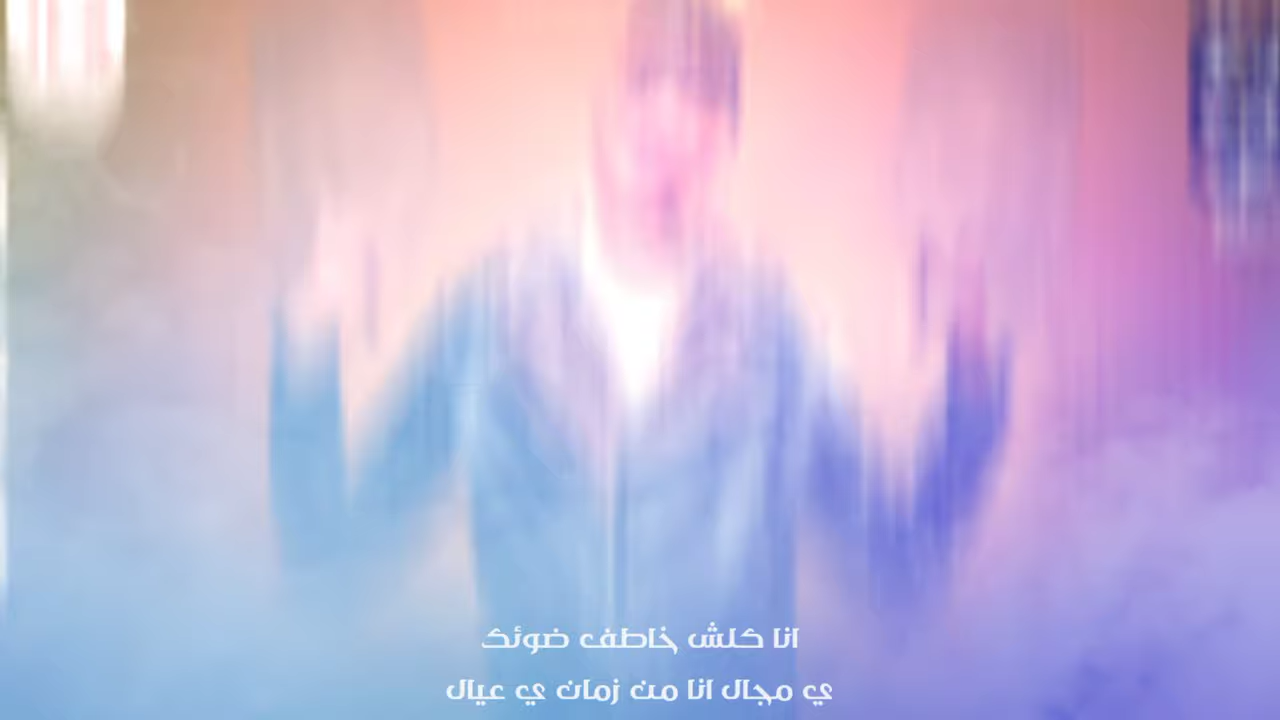 انا كلش خاطف ضوئك
ي مجال انا من زمان ي عيال